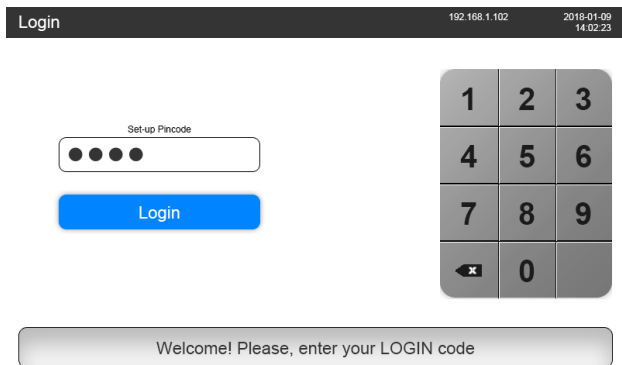 Login
192.168.1.102
2018-01-09
14:02:23
Set-up Pincode
Login
1 2 3
4 5 6
7 8 9
0
Welcome! Please, enter your LOGIN code